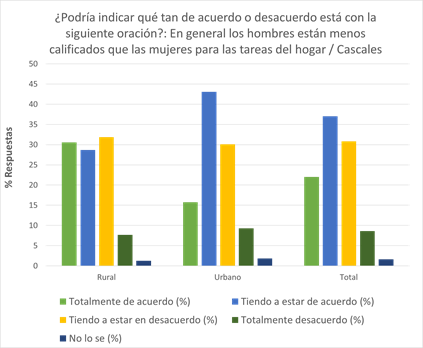 ¿Podría indicar qué tan de acuerdo o desacuerdo está con la
siguiente oración?: En general los hombres están menos
calificados que las mujeres para las tareas del hogar / Cascales
50
45
40
35
30
25
20
15
10
5
0
% Respuestas
Rural Urbano Total
Totalmente de acuerdo (%) Tiendo a estar de acuerdo (%)
Tiendo a estar en desacuerdo (%) Totalmente desacuerdo (%)
No lo se (%)